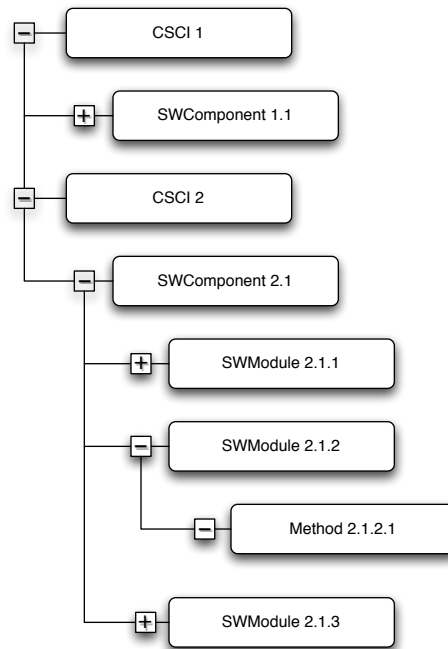 CSCI 1
SWComponent 1.1
CSCI 2
SWComponent 2.1
SWModule 2.1.1
SWModule 2.1.2
Method 2.1.2.1
SWModule 2.1.3